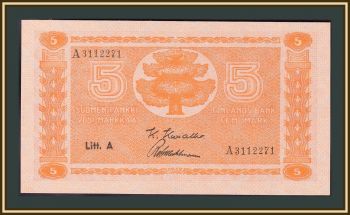 5 5
A 3112271
5 5
SUOMEN PANKKI FINLANDS BANK
VIISI MARKKAA FEM MARK
Litt. A
A 3112271
5 5